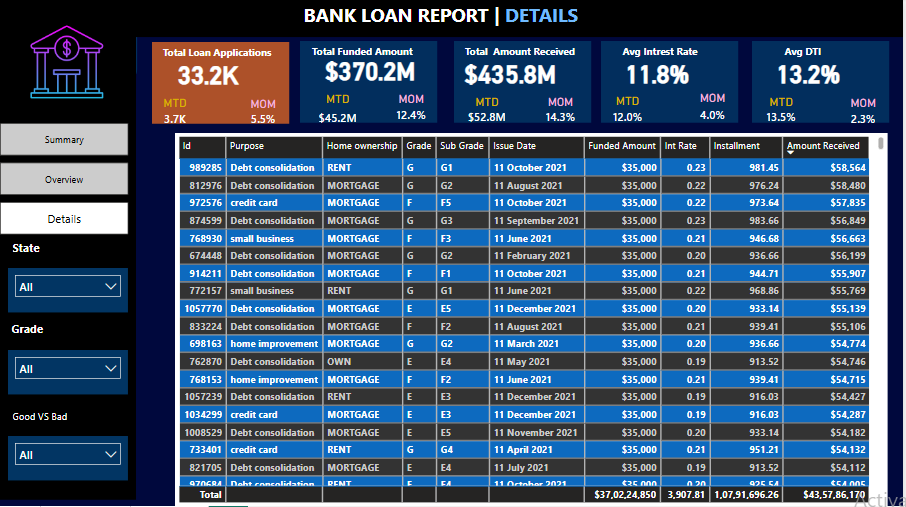 BANK LOAN REPORT | DETAILS
Total Loan Applications
33.2K
MTD MOM
3.7K 5.5%
Total Funded Amount
$370.2M
MTD MOM
$45.2M 12.4%
Total Amount Received
$435.8M
MTD MOM
$52.8M 14.3%
Avg Intrest Rate
11.8%
MTD MOM
12.0% 4.0%
Avg DTI
13.2%
MTD MOM
13.5% 2.3%
Summary
Overview
Details
State
All
Grade
All
Good VS Bad
All
Id Purpose Home ownership Grade Sub Grade Issue Date Funded Amount Int Rate Installment Amount Received
989285 Debt consolidation RENT G G1 11 October 2021 $35,000 0.23 981.45 $58,564
812976 Debt consolidation MORTGAGE G G2 11 August 2021 $35,000 0.22 976.24 $58,480
972576 credit card MORTGAGE F F5 11 October 2021 $35,000 0.22 973.64 $57,835
874599 Debt consolidation MORTGAGE G G3 11 September 2021 $35,000 0.23 983.66 $56,849
768930 small business MORTGAGE F F3 11 June 2021 $35,000 0.21 946.68 $56,663
674448 Debt consolidation MORTGAGE G G2 11 February 2021 $35,000 0.20 936.66 $56,199
914211 Debt consolidation MORTGAGE F F1 11 October 2021 $35,000 0.21 944.71 $55,907
772157 small business RENT G G1 11 June 2021 $35,000 0.22 968.86 $55,769
1057770 Debt consolidation MORTGAGE E E5 11 December 2021 $35,000 0.20 933.14 $55,139
833224 Debt consolidation MORTGAGE F F2 11 August 2021 $35,000 0.21 939.41 $55,106
698163 home improvement MORTGAGE G G2 11 March 2021 $35,000 0.20 936.66 $54,774
762870 Debt consolidation OWN E E4 11 May 2021 $35,000 0.19 913.52 $54,746
768153 home improvement MORTGAGE F F2 11 June 2021 $35,000 0.21 939.41 $54,715
1057239 Debt consolidation RENT E E3 11 December 2021 $35,000 0.19 916.03 $54,427
1034299 credit card MORTGAGE E E3 11 December 2021 $35,000 0.19 916.03 $54,287
1008529 Debt consolidation MORTGAGE E E5 11 November 2021 $35,000 0.20 933.14 $54,182
733401 credit card RENT G G4 11 April 2021 $35,000 0.21 951.21 $54,132
821705 Debt consolidation MORTGAGE E E4 11 July 2021 $35,000 0.19 913.52 $54,112
970684 Debt consolidation RENT E E4 11 October 2021 $35,000 0.20 925.54 $54,005
Total $37,02,24,850 3,907.81 1,07,91,696.26 $43,57,86,170
Activa